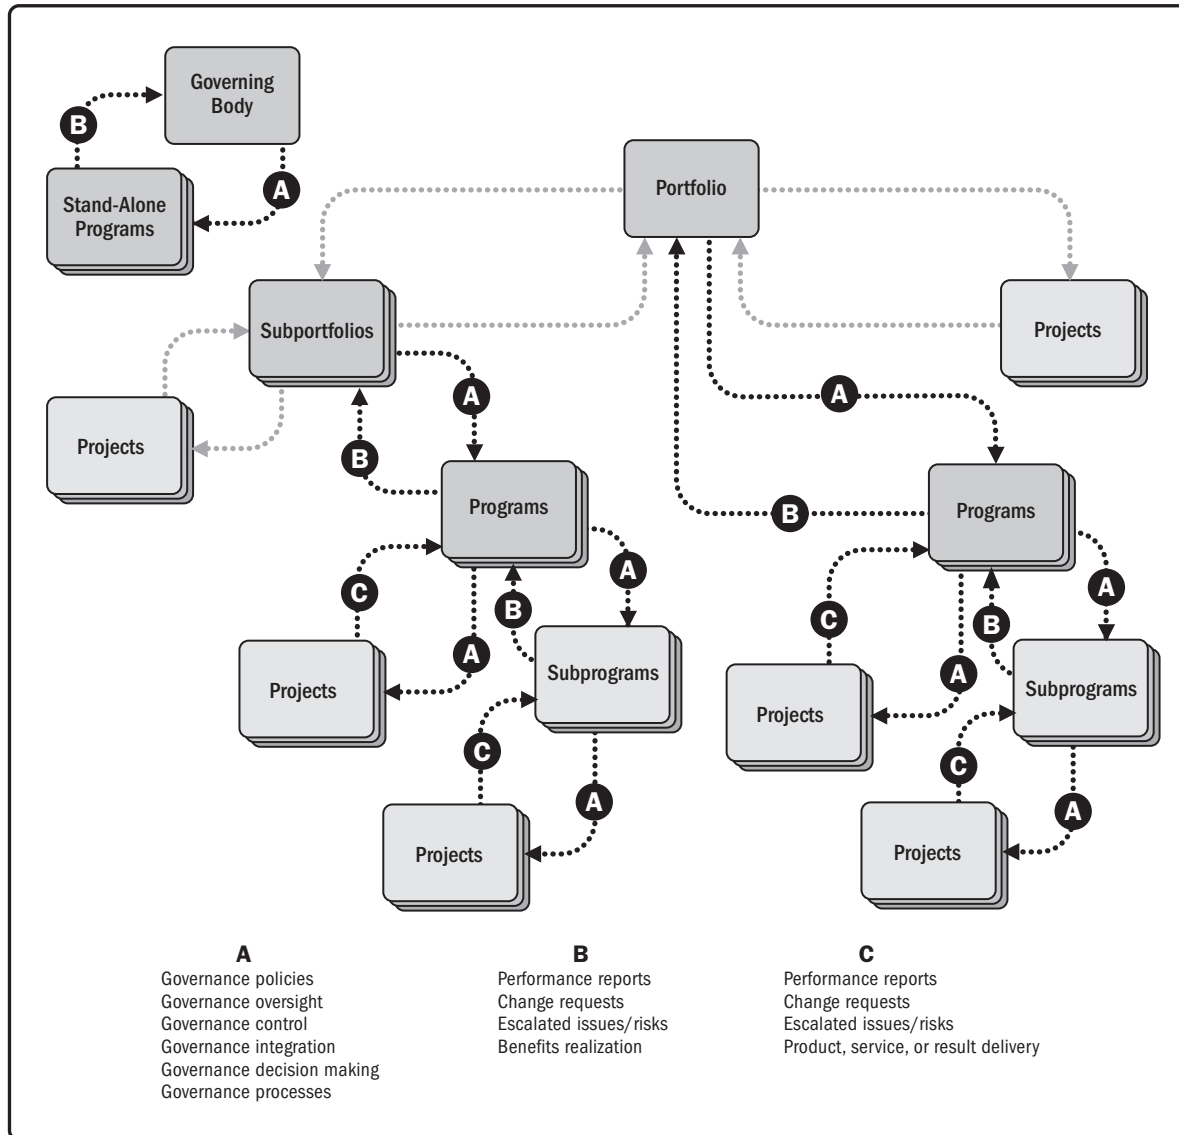 Governing
Body
B
A
Stand-Alone
Programs
Portfolio
Subportfolios
Projects
Projects
A
A
B
B
Programs
Programs
C
A
B
A
C
A
B
A
Projects
Subprograms
Projects
Subprograms
C
A
C
A
Projects
Projects
A
Governance policies
Governance oversight
Governance control
Governance integration
Governance decision making
Governance processes
B
Performance reports
Change requests
Escalated issues/risks
Benefits realization
C
Performance reports
Change requests
Escalated issues/risks
Product, service, or result delivery